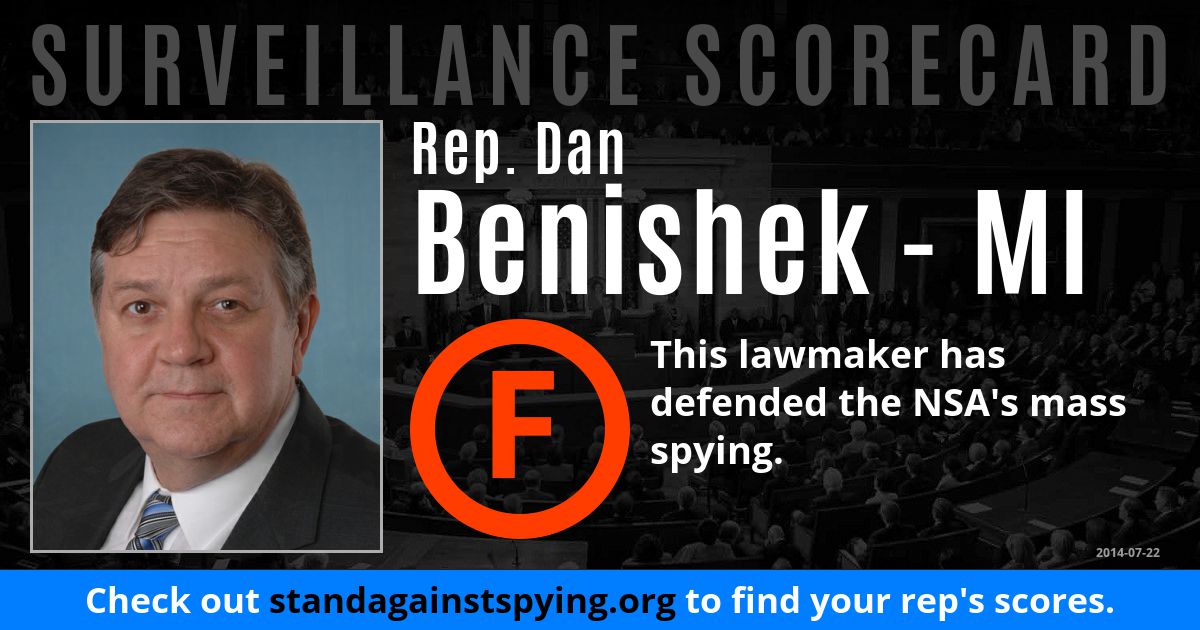 SURVEILLANCE SCORECARD
Rep. Dan
Benishek - MI
F
This lawmaker has
defended the NSA's mass
spying.
2014-07-22
Check out standagainstspying.org to find your rep's scores.